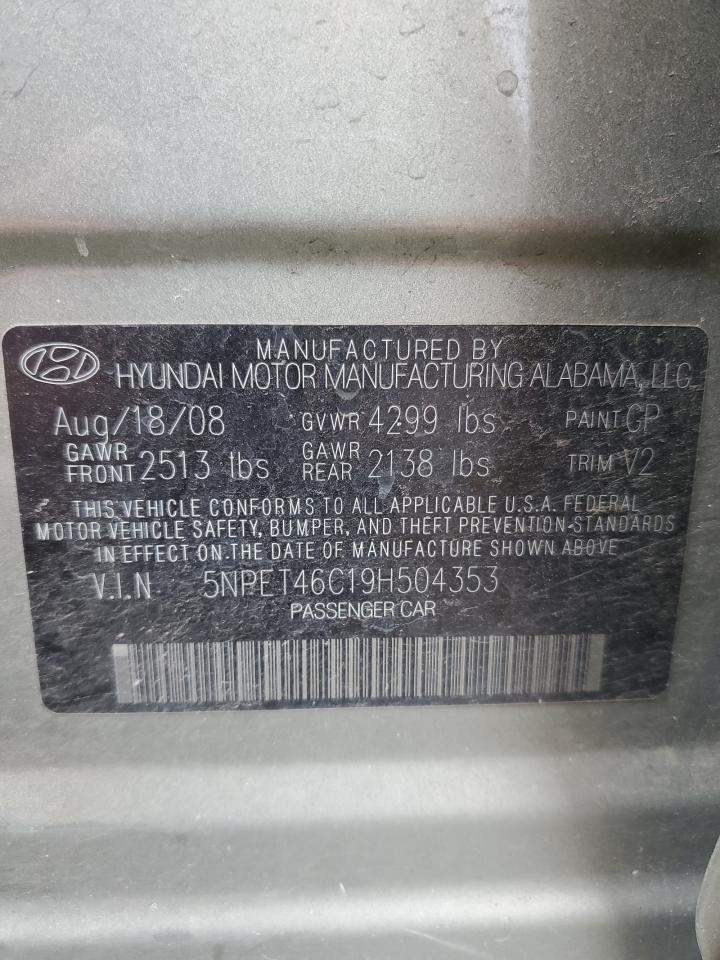 MANUFACTURED BY
HYUNDAI MOTOR MANUFACTURING ALABAMA, LLC
Aug/18/08 GVWR 4299 lbs PAINT CP
GAWR FRONT 2513 lbs GAWR REAR 2138 lbs TRIM V2
THIS VEHICLE CONFORMS TO ALL APPLICABLE U.S.A. FEDERAL
MOTOR VEHICLE SAFETY, BUMPER, AND THEFT PREVENTION STANDARDS
IN EFFECT ON THE DATE OF MANUFACTURE SHOWN ABOVE
V.I.N 5NPET46C19H504353
PASSENGER CAR